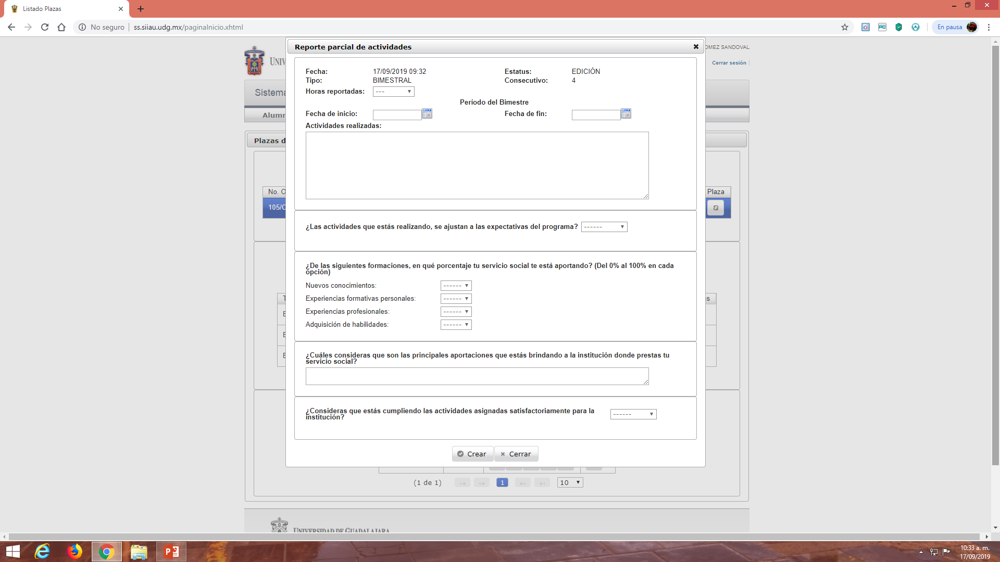 Listado Plazas
No seguro
ss.siiau.udg.mx/paginaInicio.xhtml
En pausa
Reporte parcial de actividades
OMEZ SANDOVAL
Cerrar sesión
Fecha: 17/09/2019 09:32 Estatus: EDICIÓN
Tipo: BIMESTRAL Consecutivo: 4
Horas reportadas: ---
Período del Bimestre
Fecha de inicio: Fecha de fin:
Actividades realizadas:
Sistema
Alumn
Plazas d
No. O
Plaza
105/C
¿Las actividades que estás realizando, se ajustan a las expectativas del programa? ------
¿De las siguientes formaciones, en qué porcentaje tu servicio social te está aportando? (Del 0% al 100% en cada
opción)
Nuevos conocimientos: ------
Experiencias formativas personales: ------
Experiencias profesionales: ------
Adquisición de habilidades: ------
¿Cuáles consideras que son las principales aportaciones que estás brindando a la institución donde prestas tu
servicio social?
¿Consideras que estás cumpliendo las actividades asignadas satisfactoriamente para la
institución? ------
Crear Cerrar
(1 de 1) 1 10
UNIVERSIDAD DE GUADALAJARA
10:33 a. m.
17/09/2019